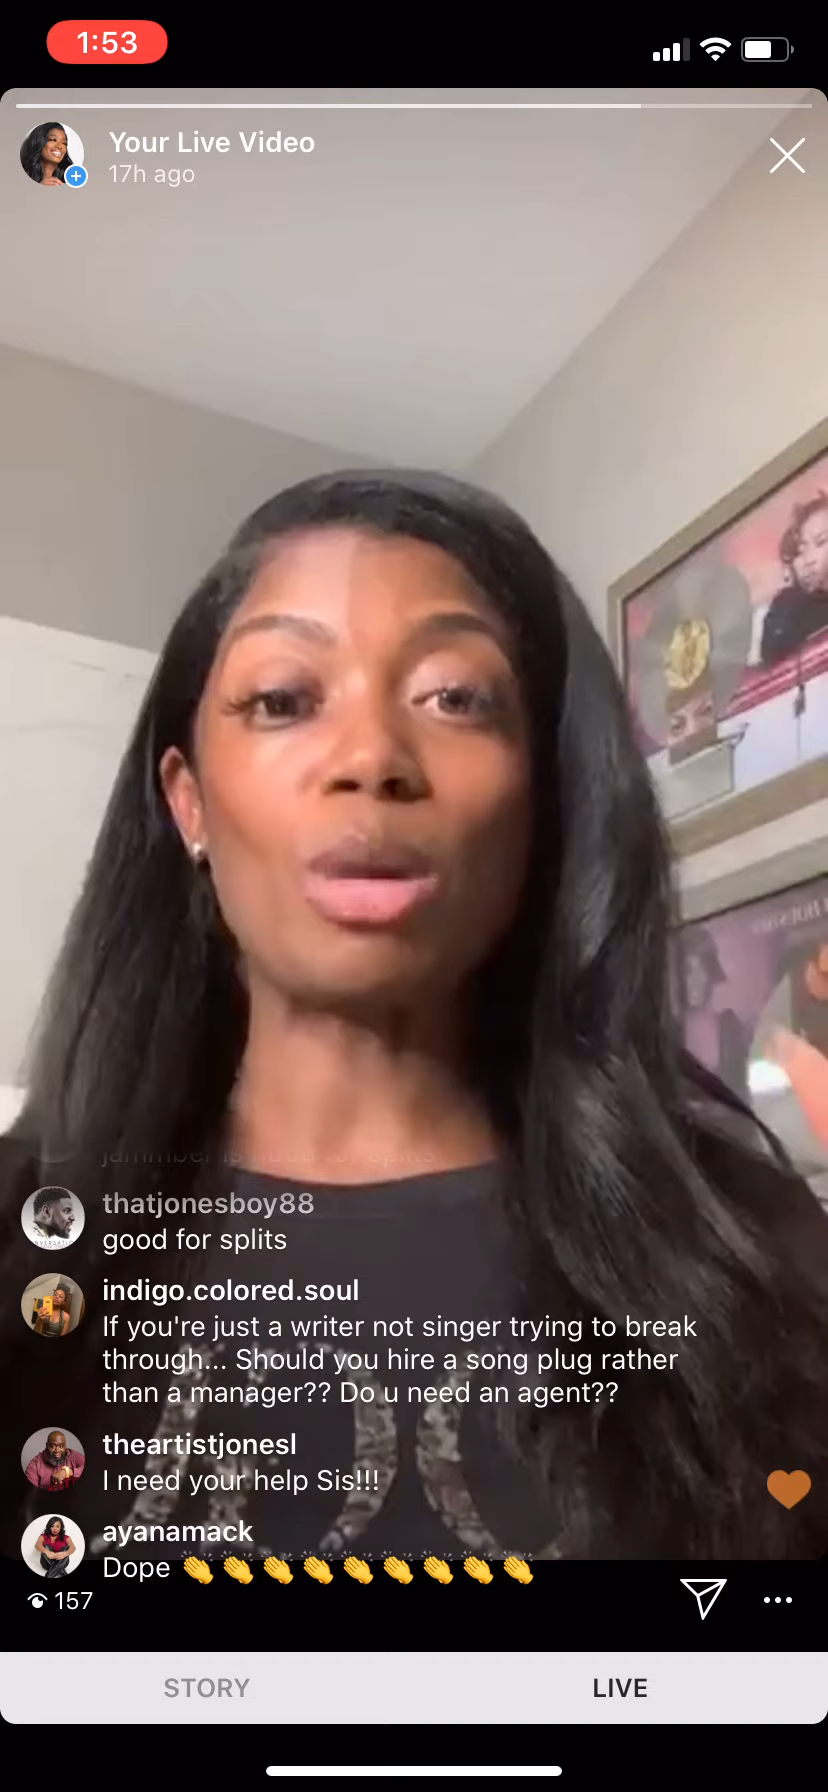 1:53
Your Live Video
17h ago
thatjonesboy88
good for splits
indigo.colored.soul
If you're just a writer not singer trying to break
through... Should you hire a song plug rather
than a manager?? Do u need an agent??
theartistjonesl
I need your help Sis!!!
ayanamack
Dope 👏👏👏👏👏👏👏👏👏
157
STORY
LIVE